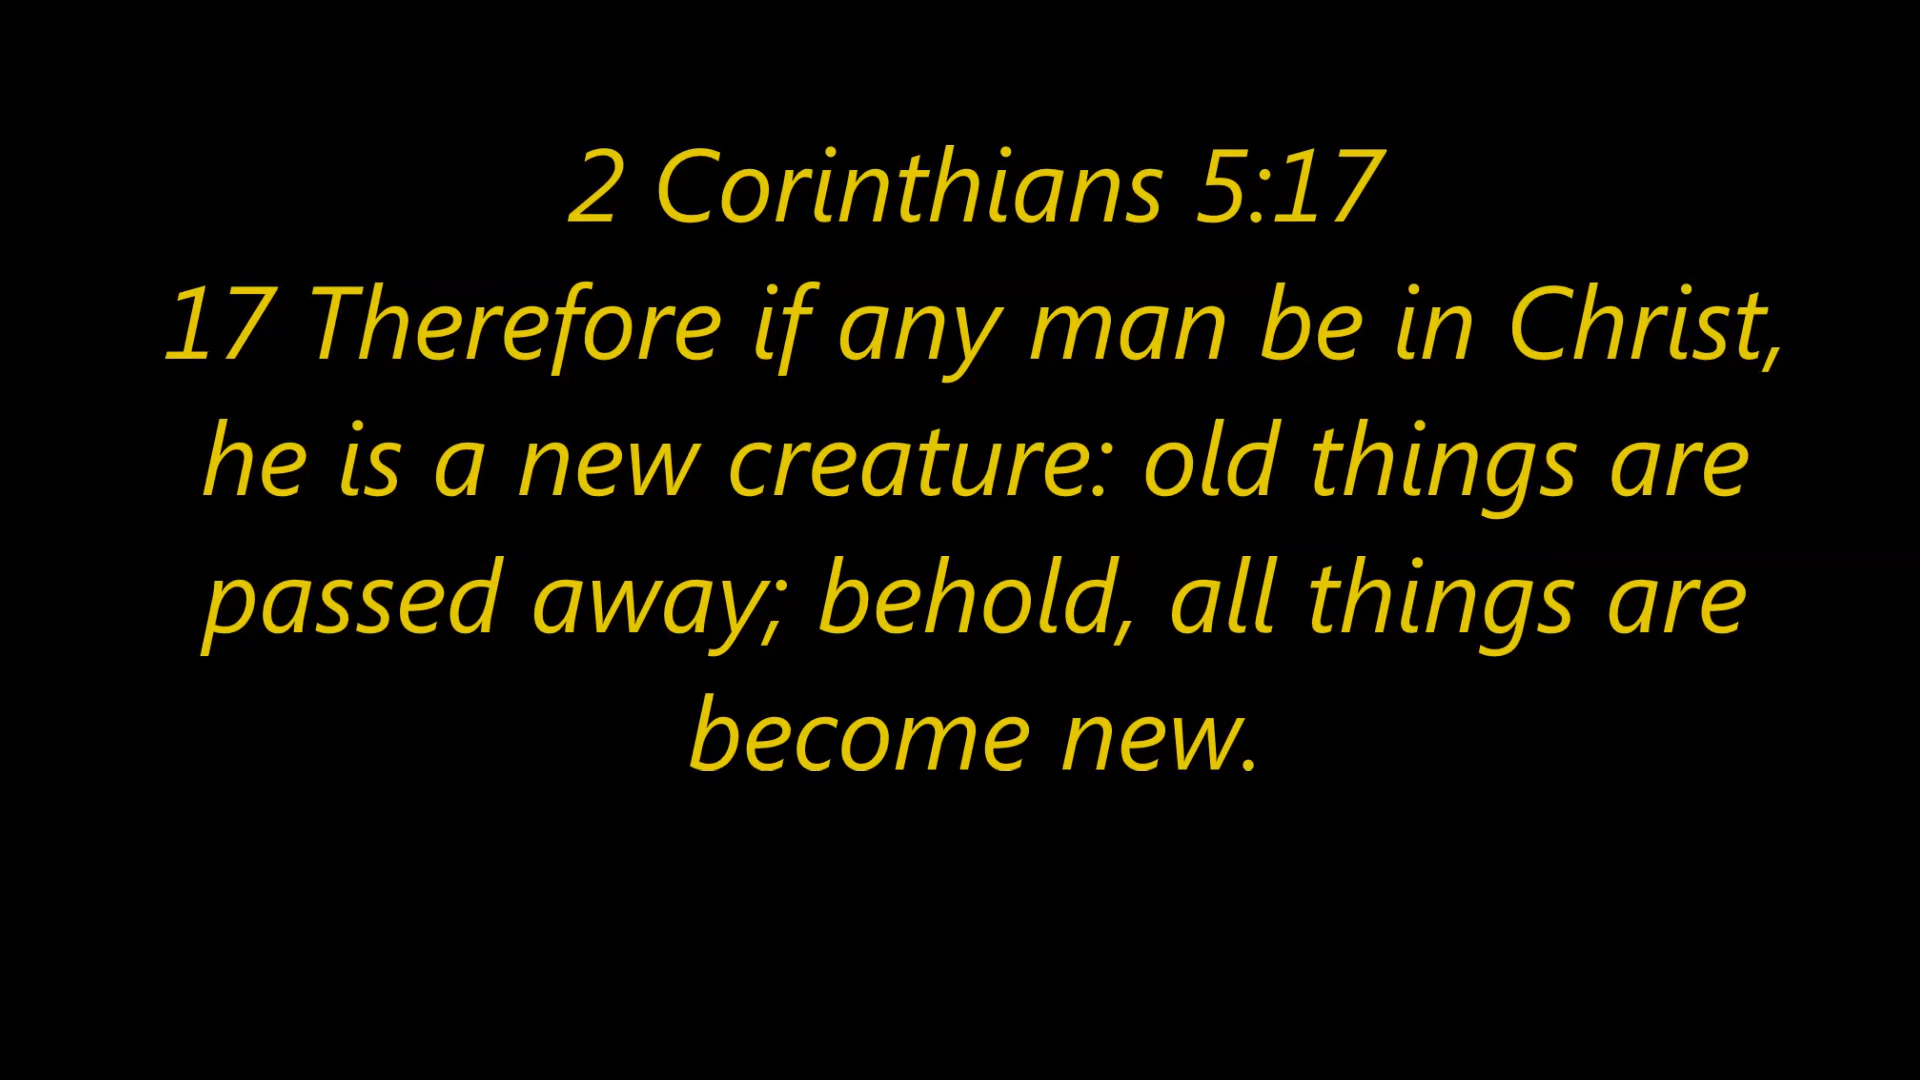 2 Corinthians 5:17
17 Therefore if any man be in Christ,
he is a new creature: old things are
passed away; behold, all things are
become new.